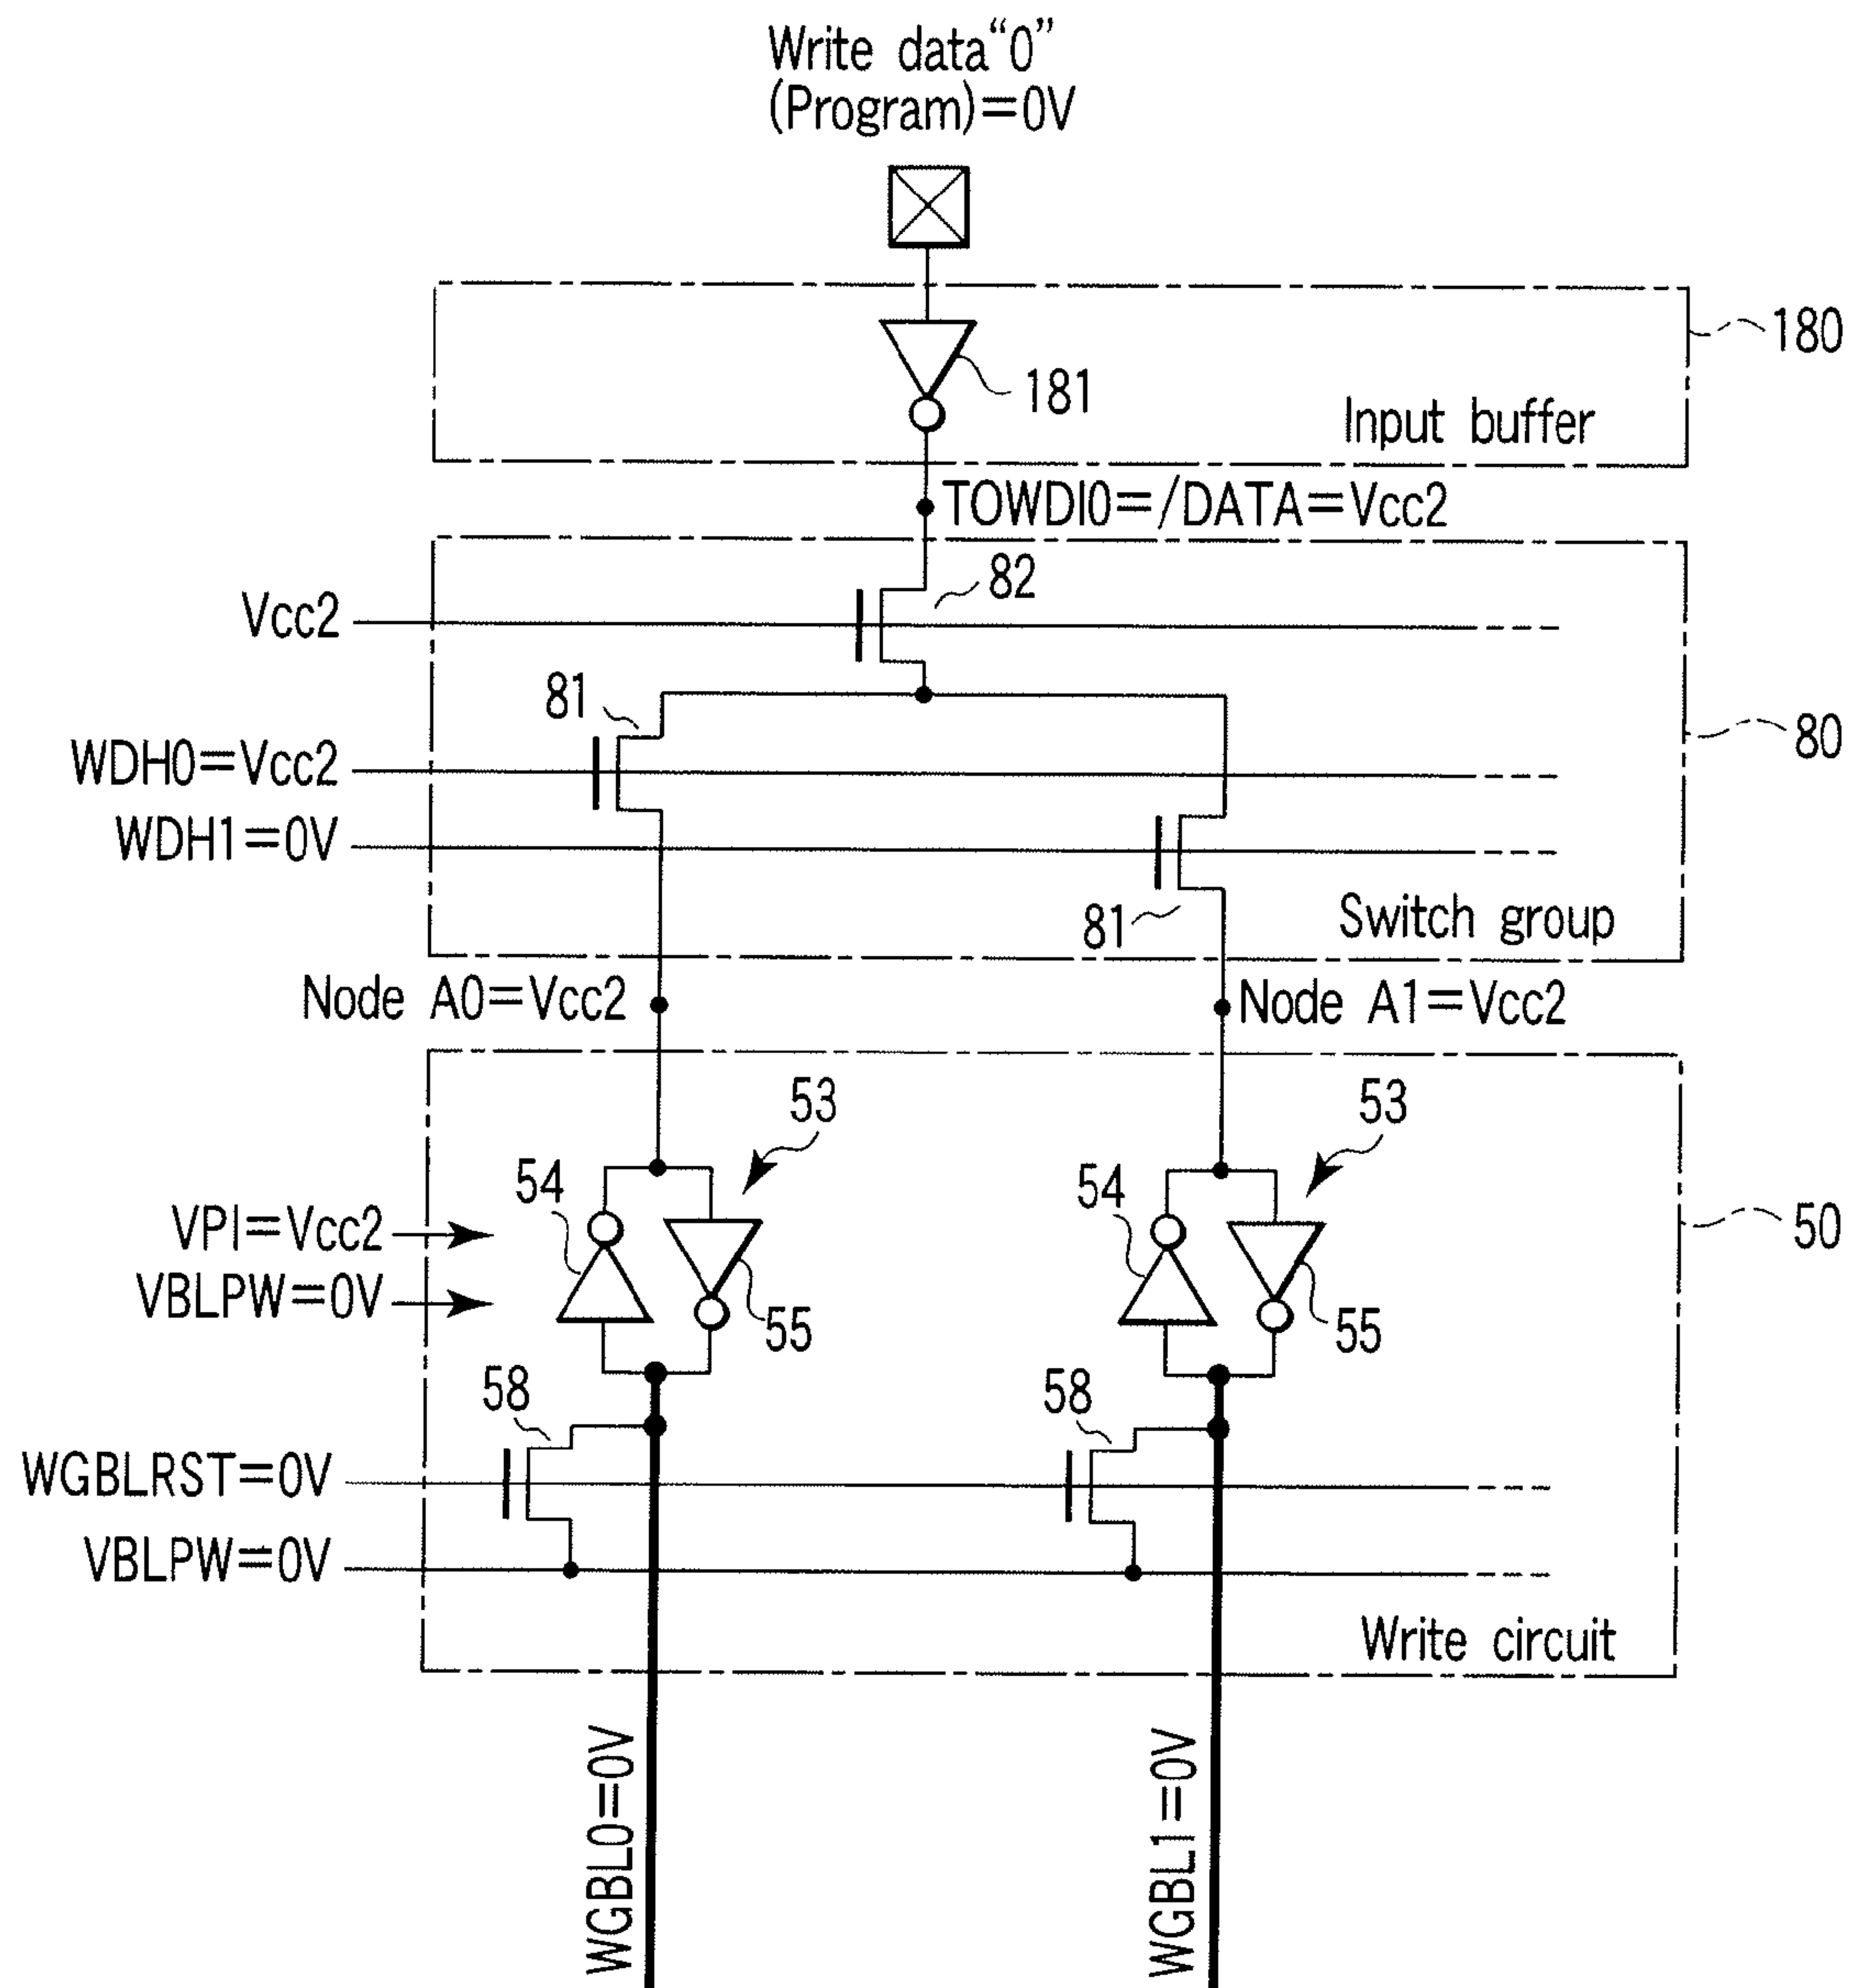 Write data“0”
(Program)=0V
180
181
Input buffer
TOWDI0=/DATA=Vcc2
82
Vcc2
81
80
WDH0=Vcc2
WDH1=0V
81
Switch group
Node A0=Vcc2
Node A1=Vcc2
53
53
54
54
50
VPI=Vcc2
VBLPW=0V
55
55
58
58
WGBLRST=0V
VBLPW=0V
Write circuit
WGBL0=0V
WGBL1=0V